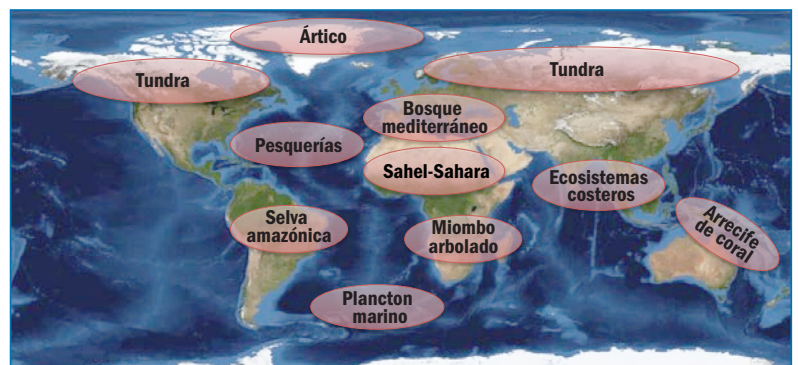 Ártico
Tundra
Tundra
Bosque
mediterráneo
Pesquerías
Sahel-Sahara
Ecosistemas
costeros
Selva
amazónica
Miombo
arbolado
Arrecife
de coral
Plancton
marino